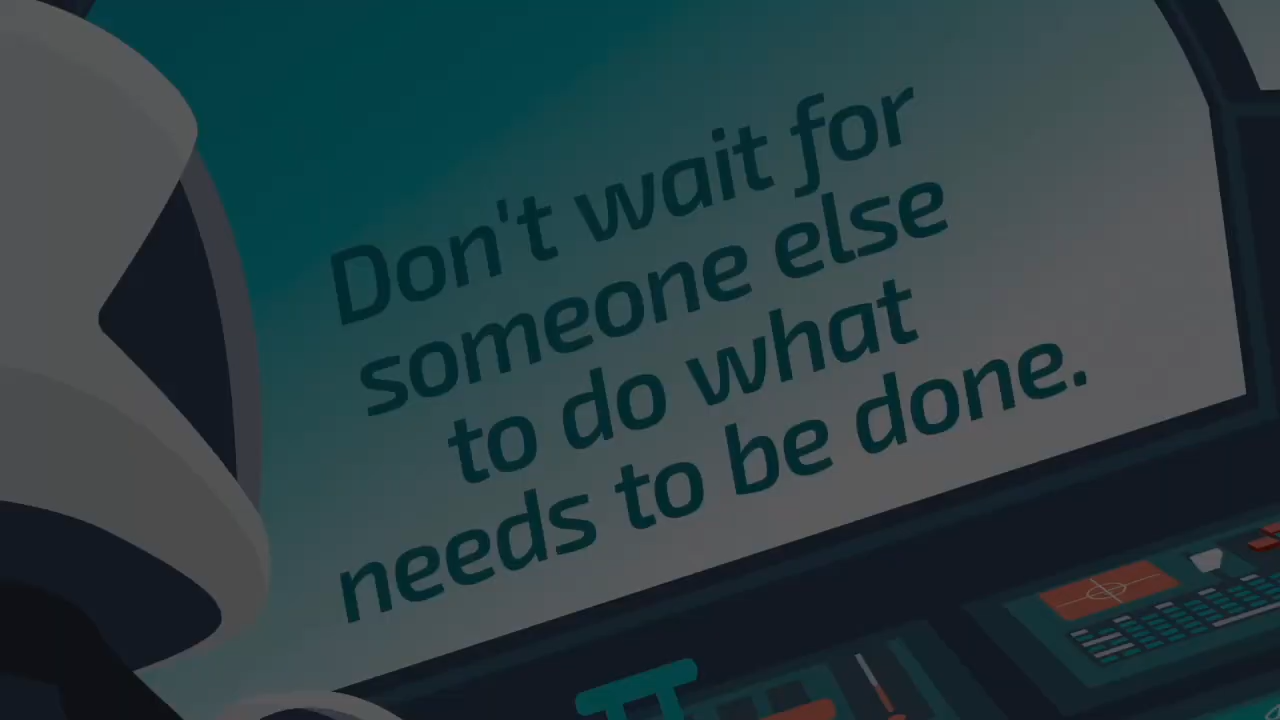 Don't wait for
someone else
to do what
needs to be done.